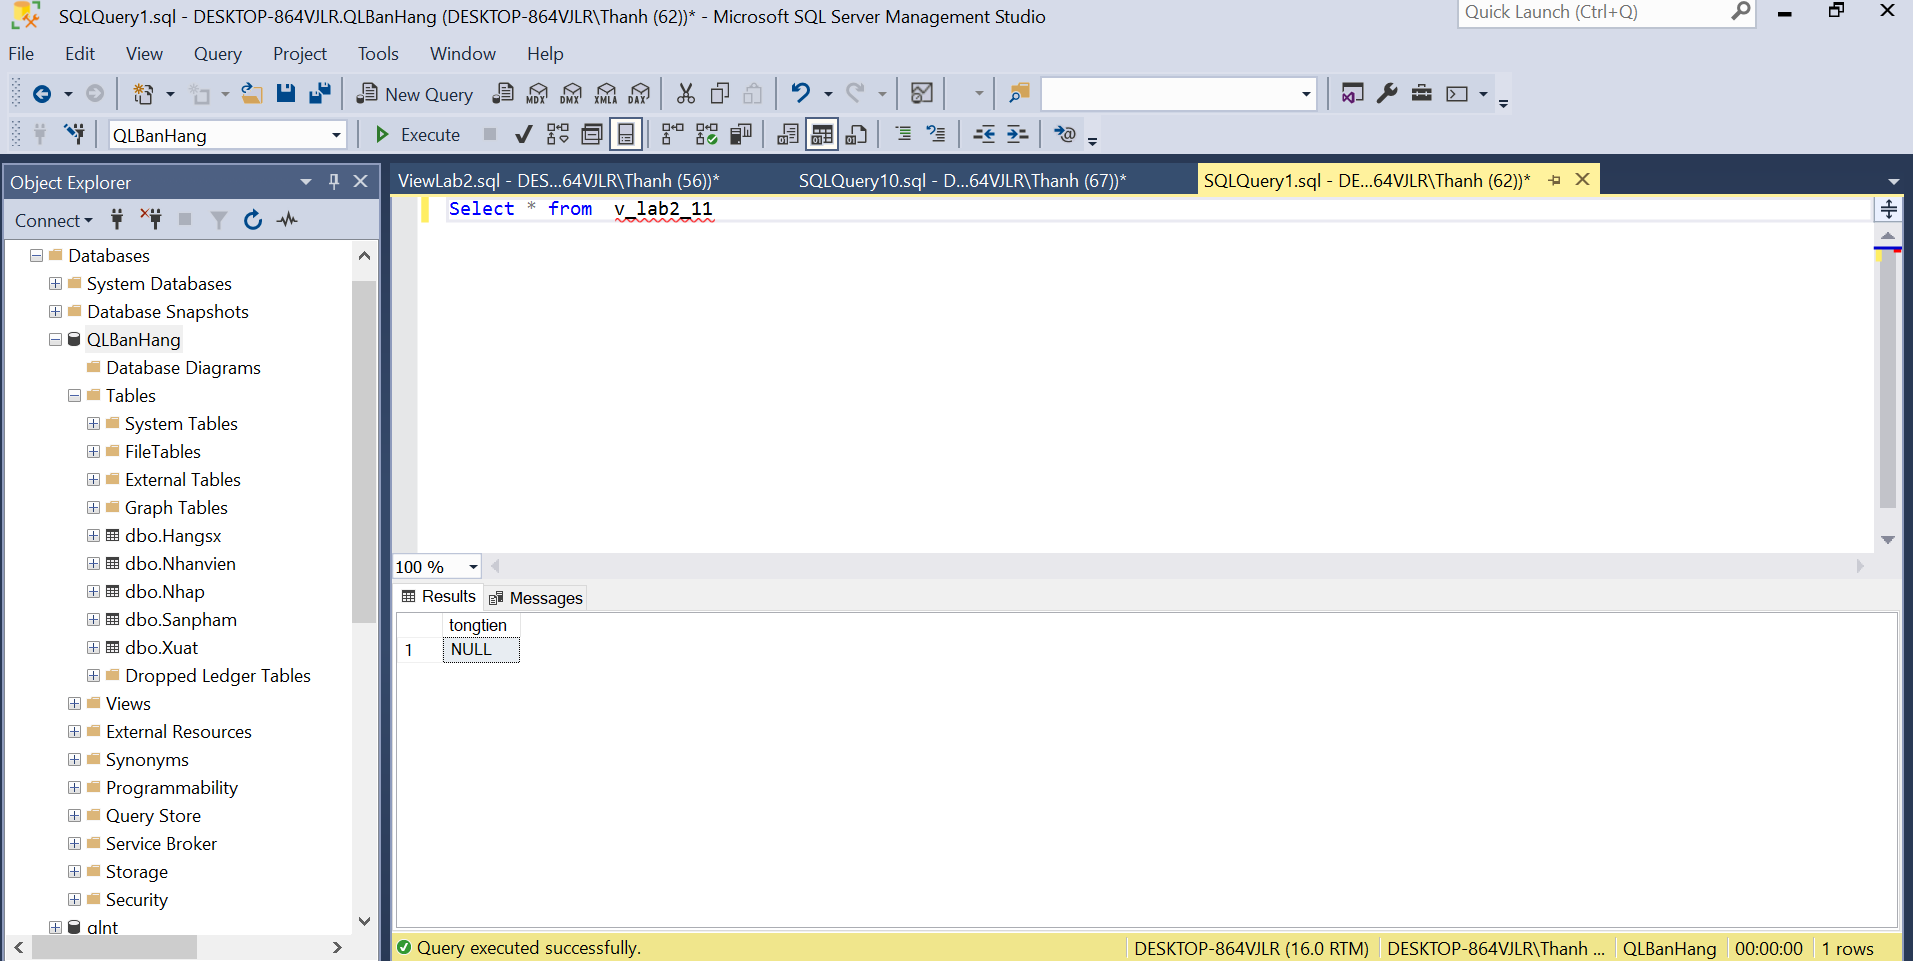 SQLQuery1.sql - DESKTOP-864VJLR.QLBanHang (DESKTOP-864VJLR\Thanh (62))* - Microsoft SQL Server Management Studio
Quick Launch (Ctrl+Q)
File Edit View Query Project Tools Window Help
New Query MDX DMX XMLA DAX
QLBanHang Execute
Object Explorer
ViewLab2.sql - DES...64VJLR\Thanh (56))* SQLQuery10.sql - D...64VJLR\Thanh (67))* SQLQuery1.sql - DE...64VJLR\Thanh (62))*
Connect
Select * from v_lab2_11
Databases
System Databases
Database Snapshots
QLBanHang
Database Diagrams
Tables
System Tables
FileTables
External Tables
Graph Tables
dbo.Hangsx
dbo.Nhanvien
dbo.Nhap
dbo.Sanpham
dbo.Xuat
Dropped Ledger Tables
Views
External Resources
Synonyms
Programmability
Query Store
Service Broker
Storage
Security
qlnt
100 %
Results Messages
tongtien
1 NULL
Query executed successfully. DESKTOP-864VJLR (16.0 RTM) DESKTOP-864VJLR\Thanh ... QLBanHang 00:00:00 1 rows